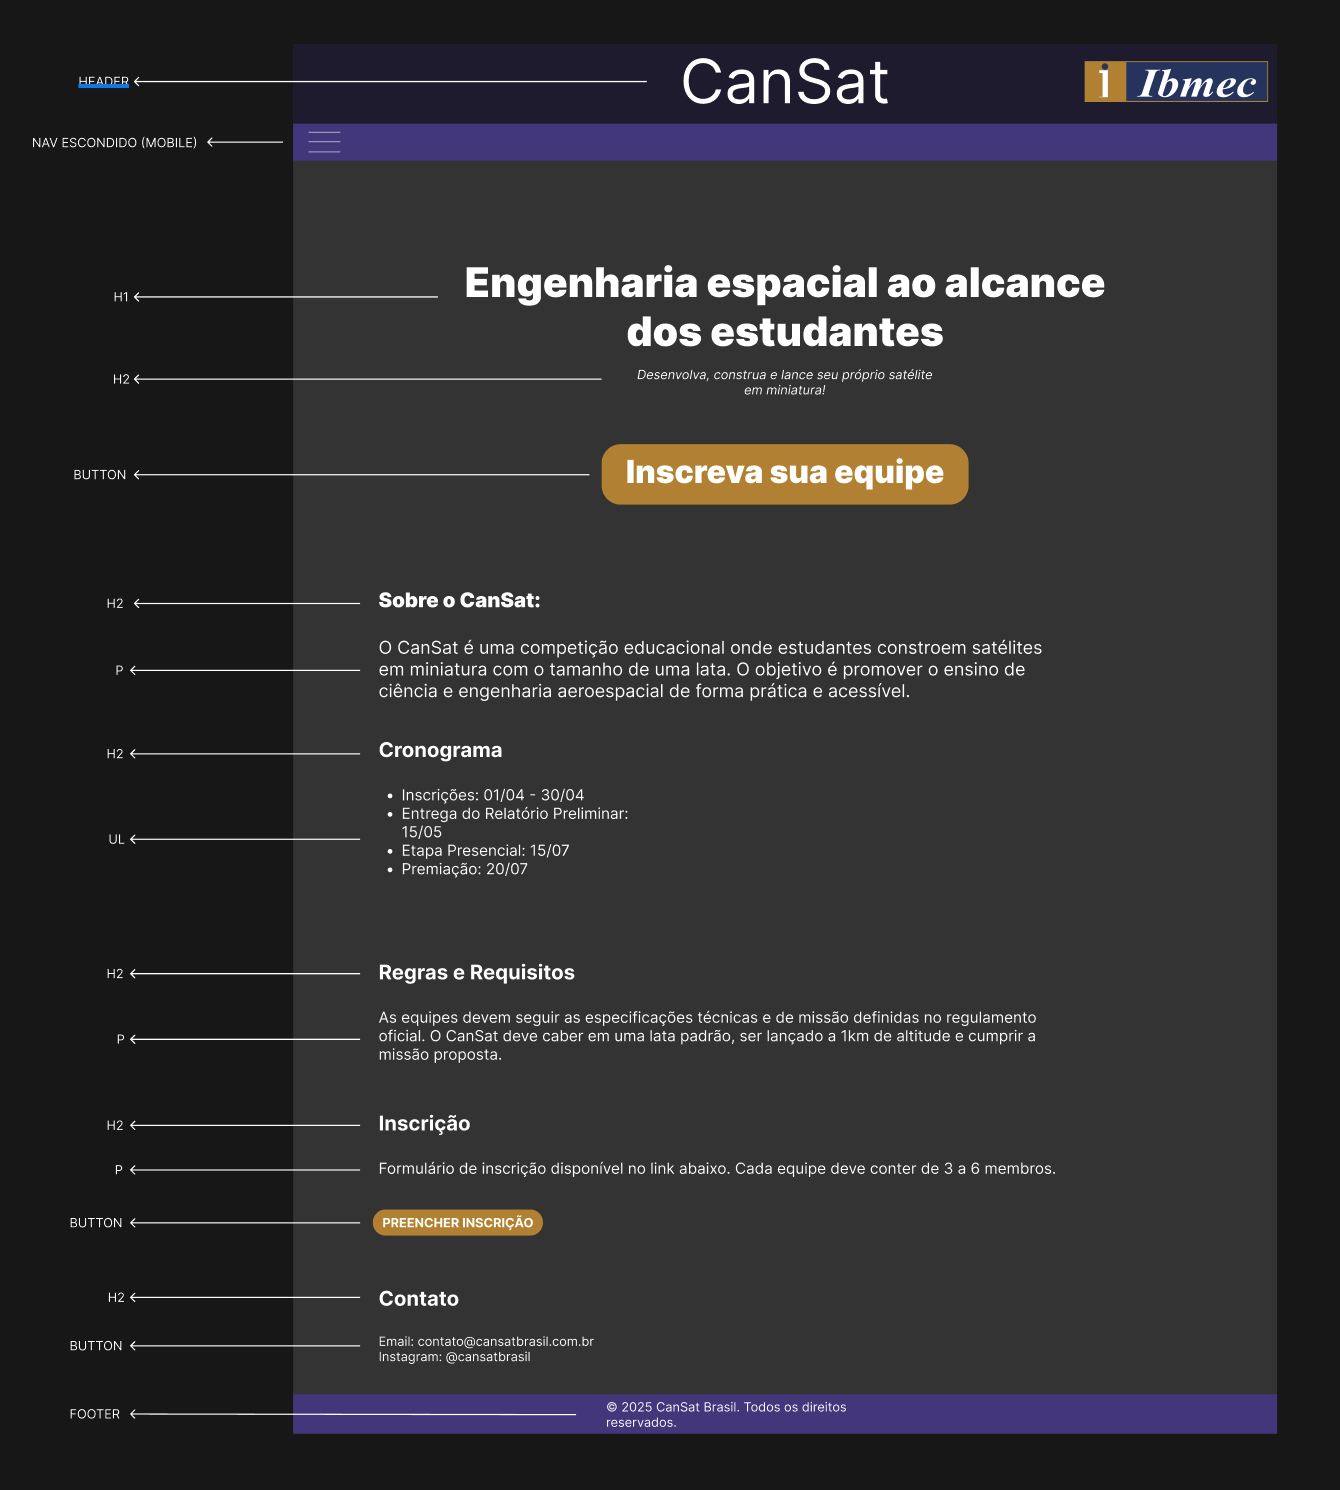 HEADER
CanSat
i Ibmec
NAV ESCONDIDO (MOBILE)
H1
Engenharia espacial ao alcance
dos estudantes
H2
Desenvolva, construa e lance seu próprio satélite
em miniatura!
BUTTON
Inscreva sua equipe
H2
Sobre o CanSat:
P
O CanSat é uma competição educacional onde estudantes constroem satélites
em miniatura com o tamanho de uma lata. O objetivo é promover o ensino de
ciência e engenharia aeroespacial de forma prática e acessível.
H2
Cronograma
UL
• Inscrições: 01/04 - 30/04
• Entrega do Relatório Preliminar:
15/05
• Etapa Presencial: 15/07
• Premiação: 20/07
H2
Regras e Requisitos
P
As equipes devem seguir as especificações técnicas e de missão definidas no regulamento
oficial. O CanSat deve caber em uma lata padrão, ser lançado a 1km de altitude e cumprir a
missão proposta.
H2
Inscrição
P
Formulário de inscrição disponível no link abaixo. Cada equipe deve conter de 3 a 6 membros.
BUTTON
PREENCHER INSCRIÇÃO
H2
Contato
BUTTON
Email: contato@cansatbrasil.com.br
Instagram: @cansatbrasil
FOOTER
© 2025 CanSat Brasil. Todos os direitos
reservados.